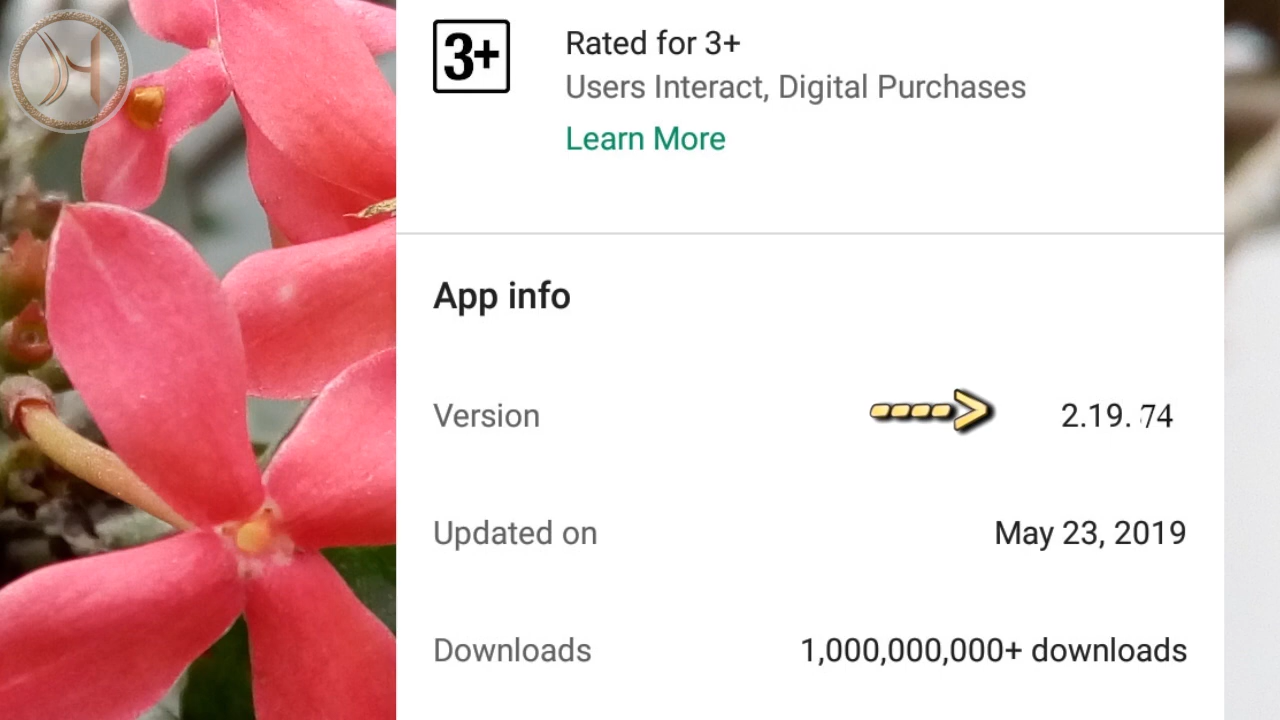 3+
Rated for 3+
Users Interact, Digital Purchases
Learn More
App info
Version 2.19. 74
Updated on May 23, 2019
Downloads 1,000,000,000+ downloads